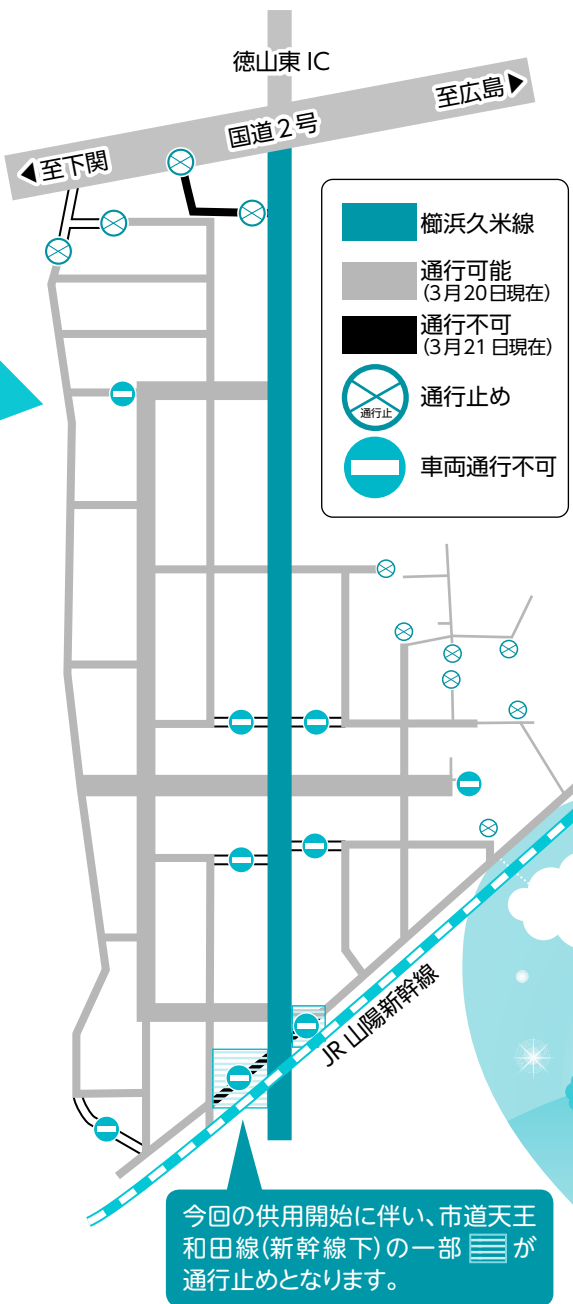 徳山東IC
至広島▶
国道2号
◀至下関
櫛浜久米線
通行可能
(3月20日現在)
通行不可
(3月21日現在)
通行止
通行止め
車両通行不可
JR山陽新幹線
今回の供用開始に伴い、市道天王
和田線(新幹線下)の一部 が
通行止めとなります。